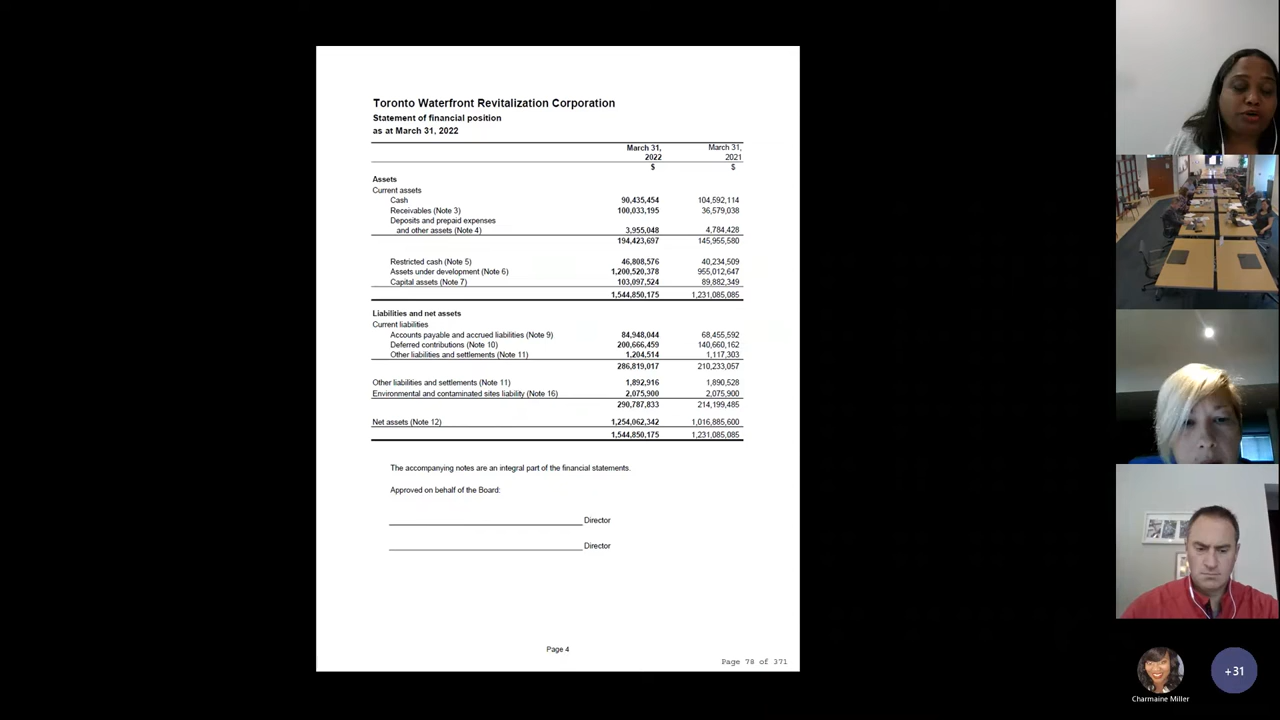 Toronto Waterfront Revitalization Corporation
Statement of financial position
as at March 31, 2022
March 31, March 31,
2022 2021
$ $
Assets
Current assets
Cash 90,435,454 104,592,114
Receivables (Note 3) 100,033,195 36,579,038
Deposits and prepaid expenses
and other assets (Note 4) 3,955,048 4,784,428
194,423,697 145,955,580
Restricted cash (Note 5) 46,808,576 40,234,509
Assets under development (Note 6) 1,200,520,378 955,012,647
Capital assets (Note 7) 103,097,524 89,882,349
1,544,850,175 1,231,085,085
Liabilities and net assets
Current liabilities
Accounts payable and accrued liabilities (Note 9) 84,948,044 68,455,592
Deferred contributions (Note 10) 200,666,459 140,660,162
Other liabilities and settlements (Note 11) 1,204,514 1,117,303
286,819,017 210,233,057
Other liabilities and settlements (Note 11) 1,892,916 1,890,528
Environmental and contaminated sites liability (Note 16) 2,075,900 2,075,900
290,787,833 214,199,485
Net assets (Note 12) 1,254,062,342 1,016,885,600
1,544,850,175 1,231,085,085
The accompanying notes are an integral part of the financial statements.
Approved on behalf of the Board:
Director
Director
Page 4
Page 78 of 371
+31
Charmaine Miller